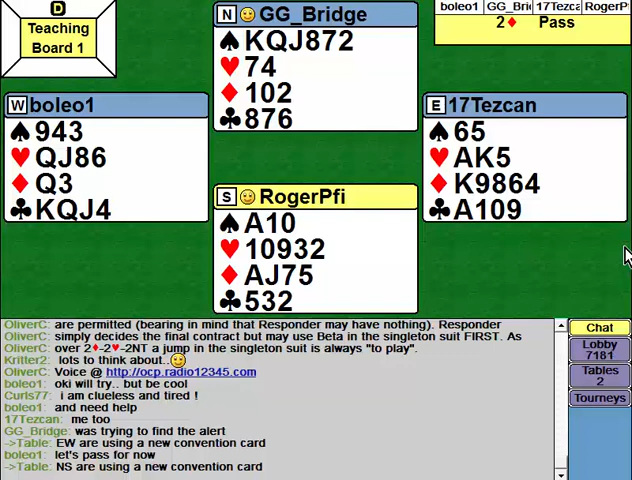 D
Teaching
Board 1
N GG_Bridge
♠KQJ872
♥74
♦102
♣876
boleo1 GG_Bri 17Tezca RogerPf
2♦ Pass
W boleo1
♠943
♥QJ86
♦Q3
♣KQJ4
E 17Tezcan
♠65
♥AK5
♦K9864
♣A109
S RogerPfi
♠A10
♥10932
♦AJ75
♣532
OliverC: are permitted (bearing in mind that Responder may have nothing). Responder
OliverC: simply decides the final contract but may use Beta in the singleton suit FIRST. As
OliverC: over 2♦-2♥-2NT a jump in the singleton suit is always "to play".
Kritter2: lots to think about..
OliverC: Voice @ http://ocp.radio12345.com
boleo1: oki will try.. but be cool
Curls77: i am clueless and tired !
boleo1: and need help
17Tezcan: me too
GG_Bridge: was trying to find the alert
->Table: EW are using a new convention card
boleo1: let's pass for now
->Table: NS are using a new convention card
Chat
Lobby
7181
Tables
2
Tourneys